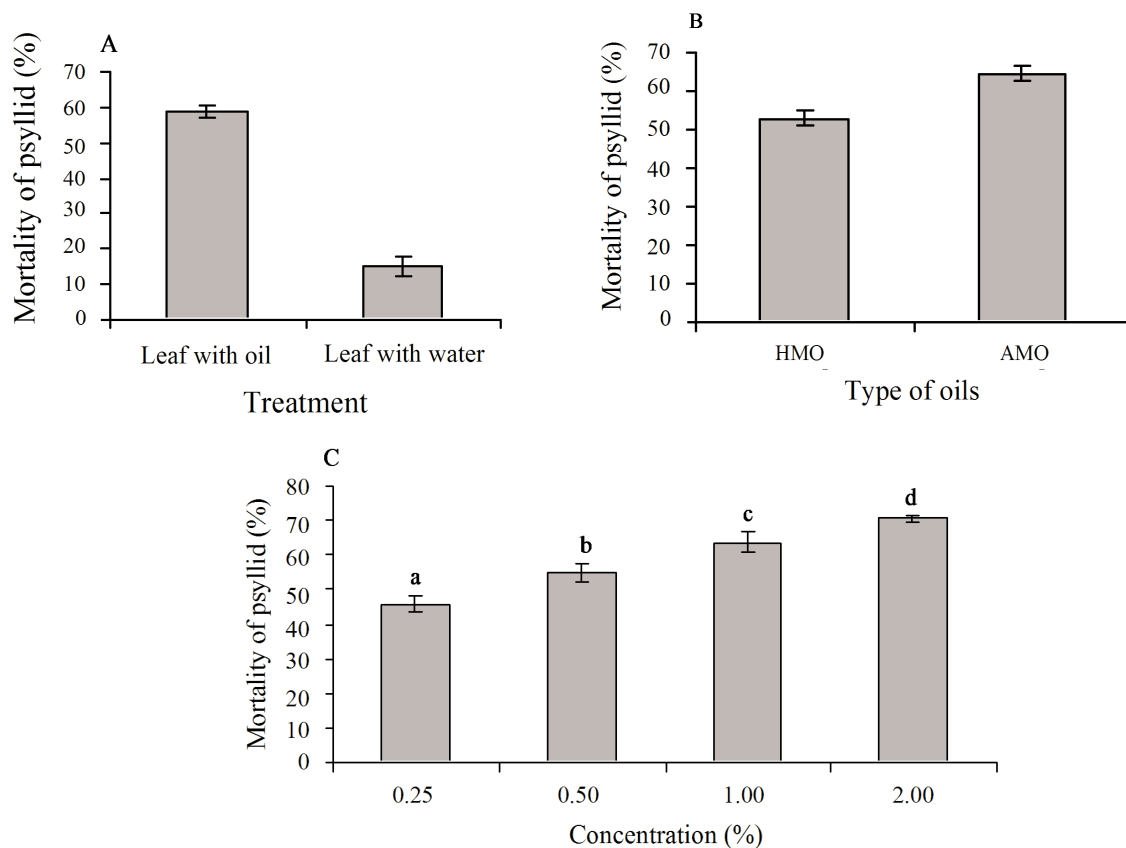 A
Mortality of psyllid (%)
70
60
50
40
30
20
10
0
Leaf with oil Leaf with water
Treatment
B
Mortality of psyllid (%)
70
60
50
40
30
20
10
0
HMO AMO
Type of oils
C
Mortality of psyllid (%)
80
70
60
50
40
30
20
10
0
a b c d
0.25 0.50 1.00 2.00
Concentration (%)